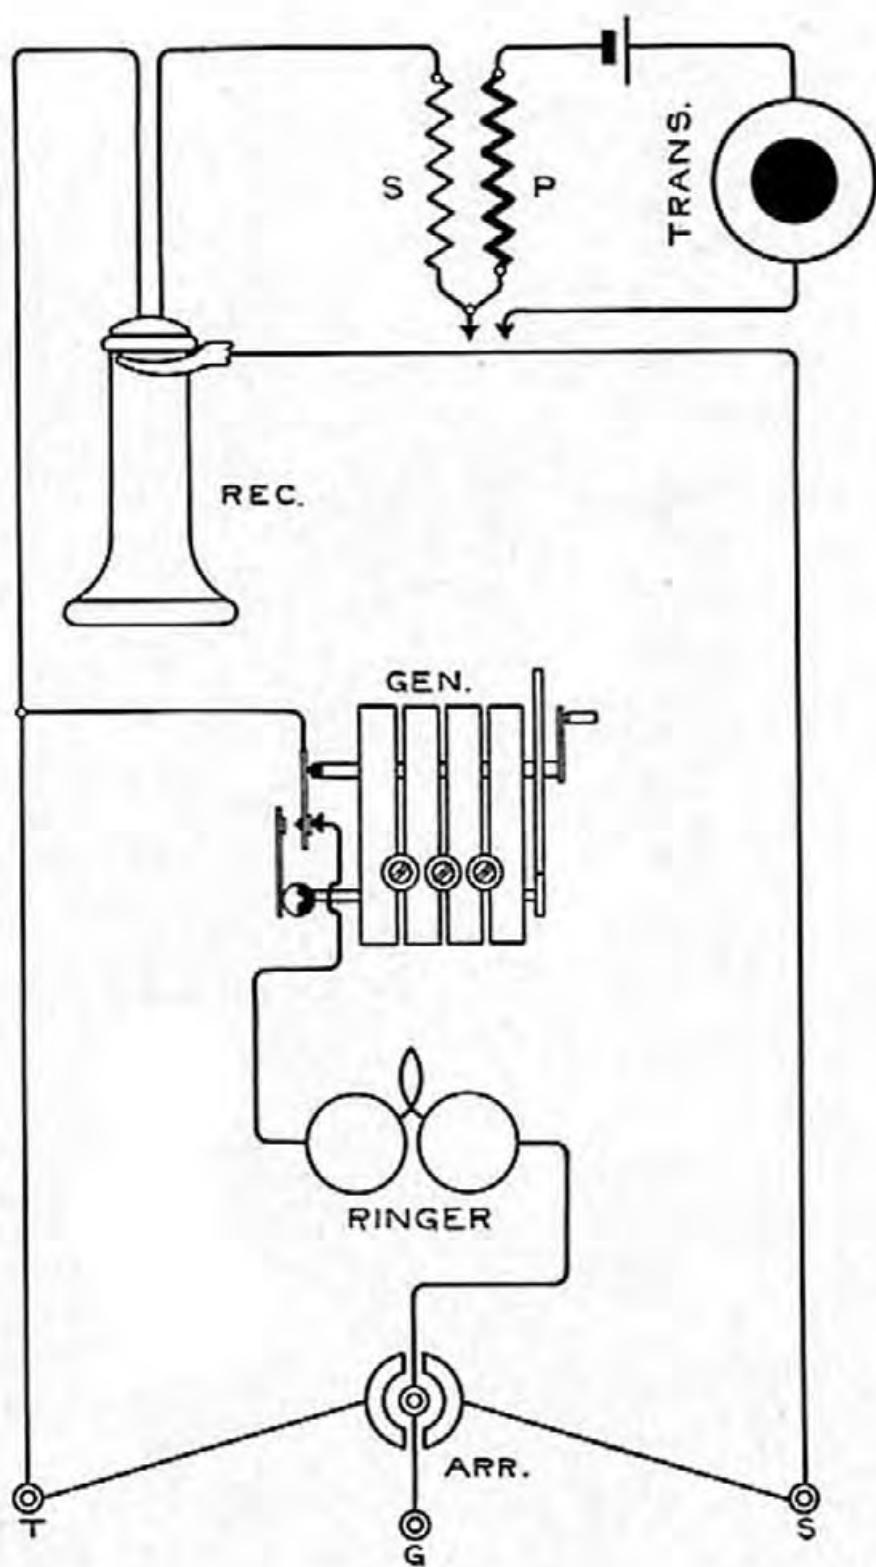 S
P
TRANS.
REC.
GEN.
RINGER
ARR.
T
G
S